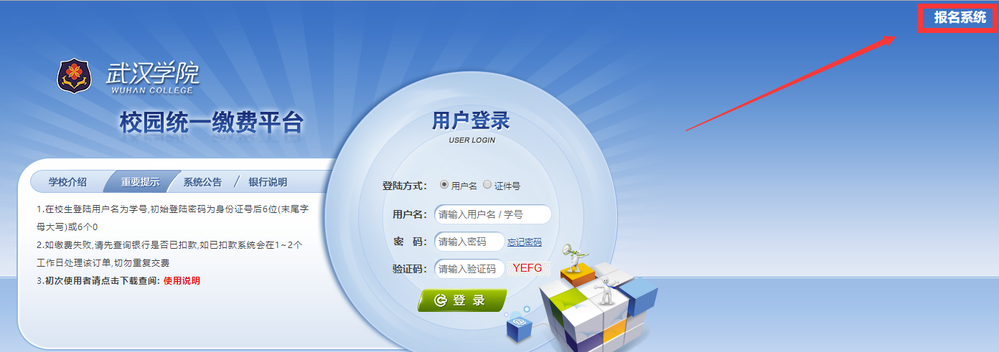 报名系统
武汉学院
WUHAN COLLEGE
校园统一缴费平台
用户登录
USER LOGIN
学校介绍 重要提示 系统公告 / 银行说明
1.在校生登陆用户名为学号,初始登陆密码为身份证号后6位(末尾字
母大写)或6个0
2.如缴费失败,请先查询银行是否已扣款,如已扣款系统会在1~2个
工作日处理该订单,切勿重复交费
3.初次使用者请点击下载查阅: 使用说明
登陆方式: 用户名 证件号
用户名: 请输入用户名 / 学号
密 码: 请输入密码 忘记密码
验证码: 请输入验证码 YEFG
登 录
@